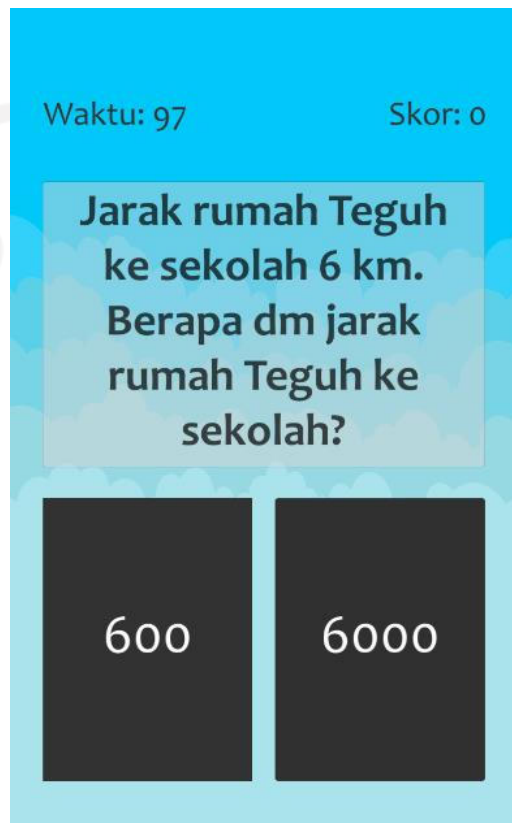 Waktu: 97
Skor: 0
Jarak rumah Teguh
ke sekolah 6 km.
Berapa dm jarak
rumah Teguh ke
sekolah?
600
6000